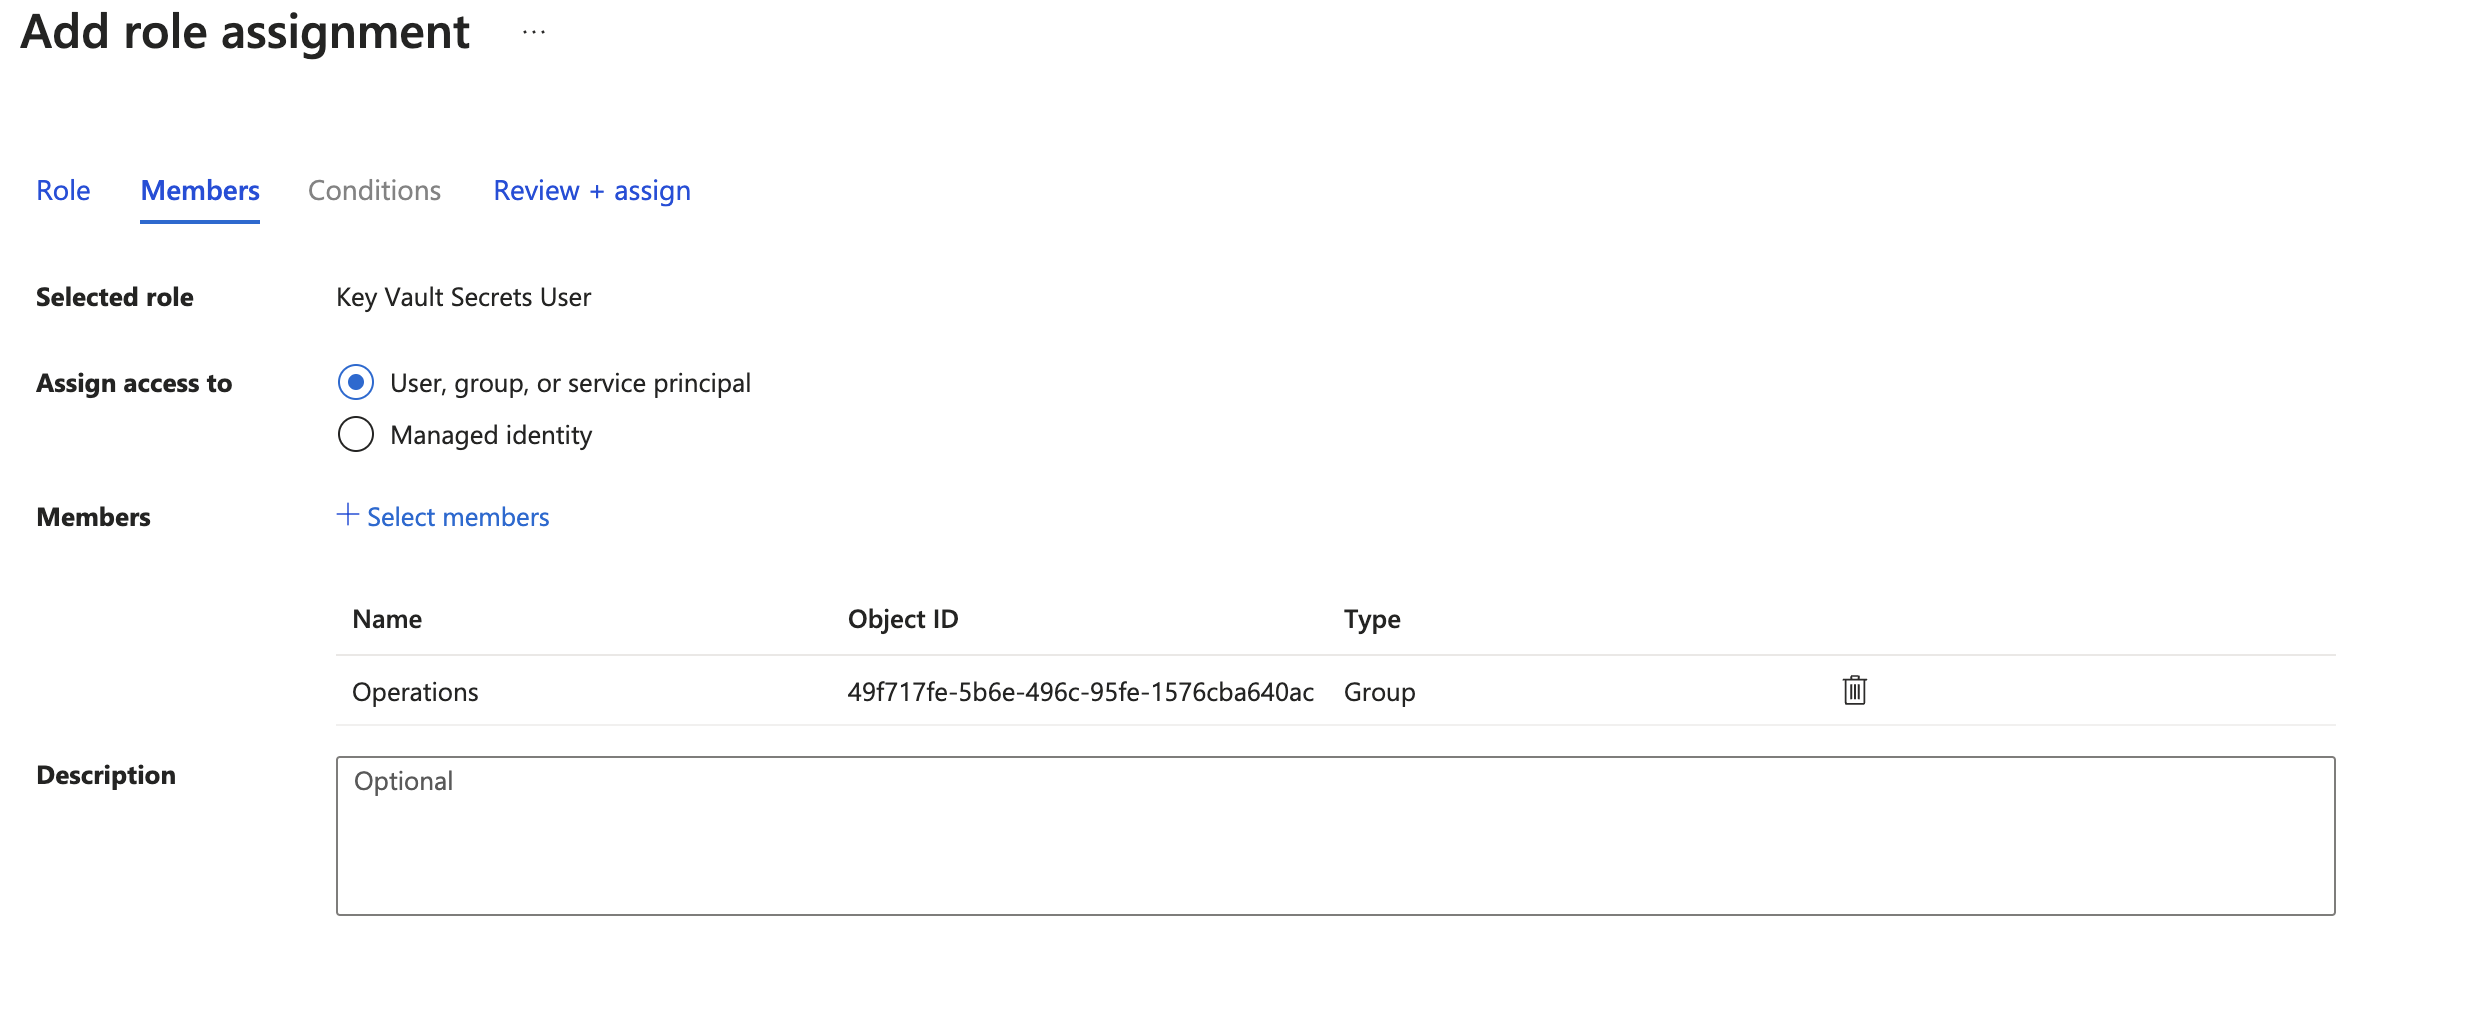 Add role assignment ...
Role Members Conditions Review + assign
Selected role Key Vault Secrets User
Assign access to User, group, or service principal
Managed identity
Members + Select members
Name Object ID Type
Operations 49f717fe-5b6e-496c-95fe-1576cba640ac Group
Description Optional